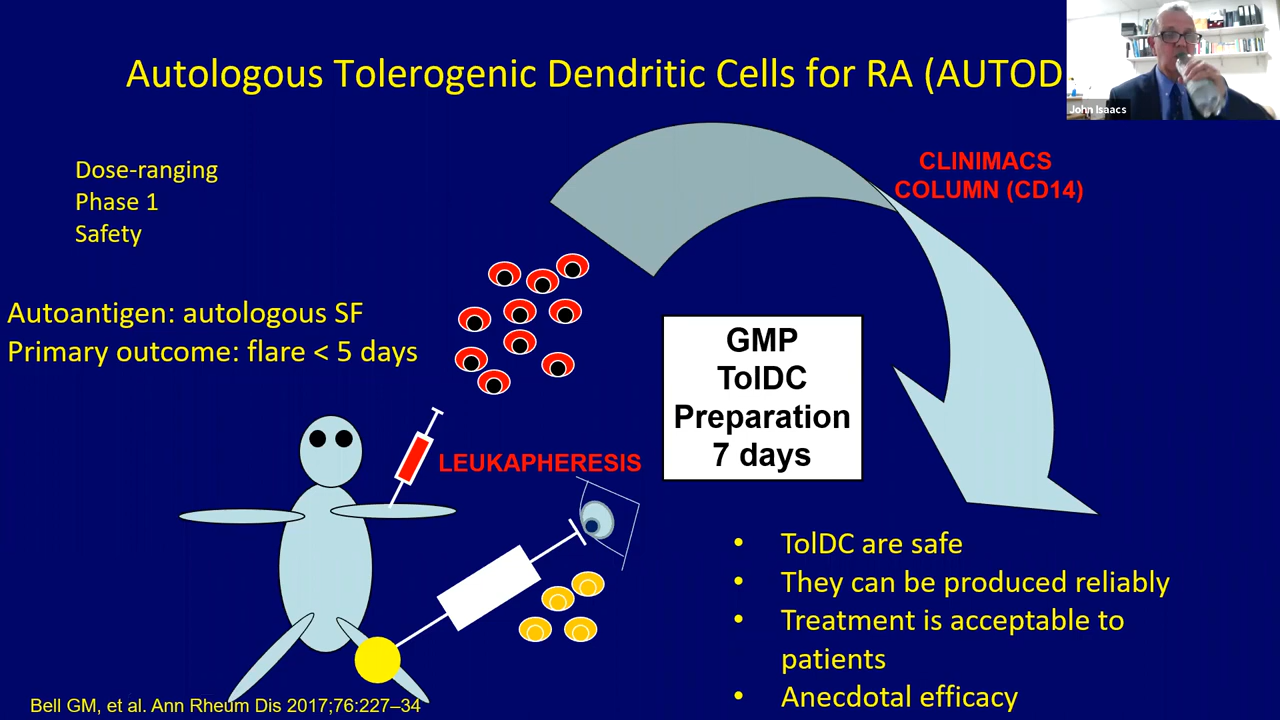 Autologous Tolerogenic Dendritic Cells for RA (AUTOD
John Isaacs
Dose-ranging
Phase 1
Safety
CLINIMACS
COLUMN (CD14)
Autoantigen: autologous SF
Primary outcome: flare < 5 days
GMP
TolDC
Preparation
7 days
LEUKAPHERESIS
• TolDC are safe
• They can be produced reliably
• Treatment is acceptable to
patients
• Anecdotal efficacy
Bell GM, et al. Ann Rheum Dis 2017;76:227–34